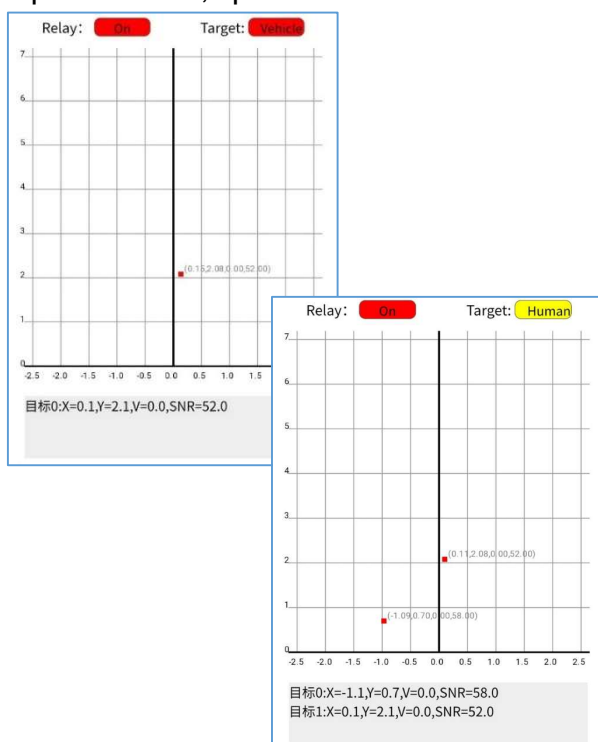 Relay： On Target: Vehicle
7
6
5
4
3
(0.15,2.08,0.00,52.00)
2
1
0
-2.5 -2.0 -1.5 -1.0 -0.5 0.0 0.5 1.0 1.5
目标0:X=0.1,Y=2.1,V=0.0,SNR=52.0
Relay： On Target: Human
7
6
5
4
3
(0.11,2.08,0.00,52.00)
2
1
(-1.09,0.70,0.00,58.00)
0
-2.5 -2.0 -1.5 -1.0 -0.5 0.0 0.5 1.0 1.5 2.0 2.5
目标0:X=-1.1,Y=0.7,V=0.0,SNR=58.0
目标1:X=0.1,Y=2.1,V=0.0,SNR=52.0